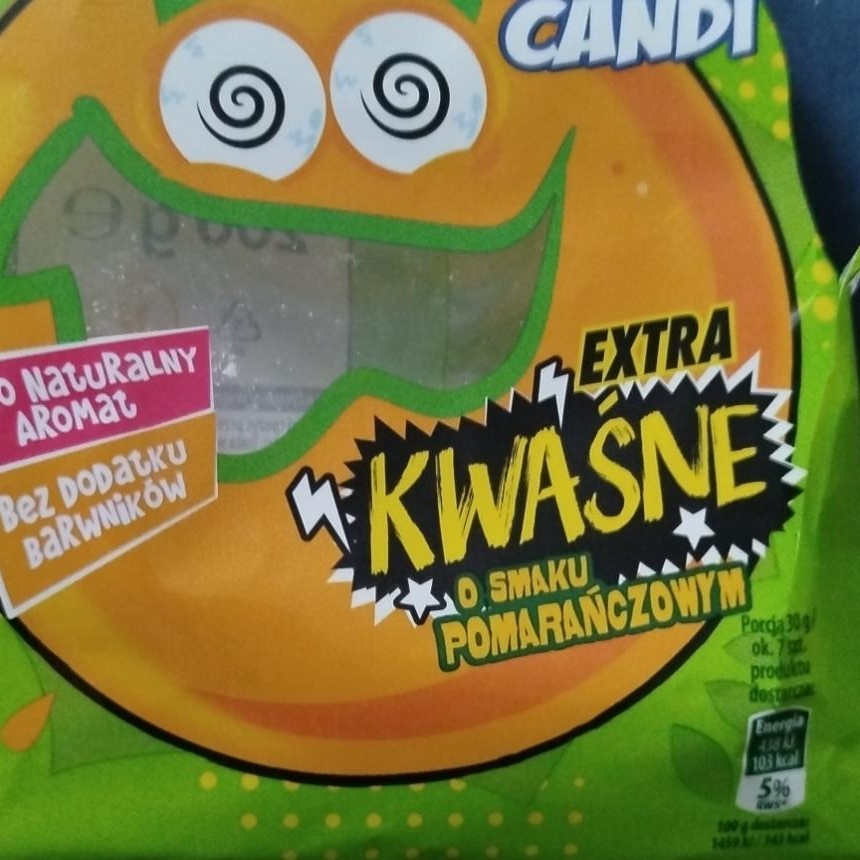 CANDI
EXTRA
KWAŚNE
O SMAKU
POMARAŃCZOWYM
O NATURALNY
AROMAT
BEZ DODATKU
BARWNIKÓW
Porcja 30 g/
ok. 7 szt.
produktu
dostarcza:
Energia
438 kJ
103 kcal
5%
RWS*
100 g dostarcza:
1459 kJ / 343 kcal
200 g e